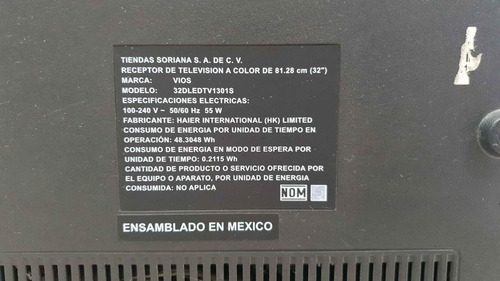 TIENDAS SORIANA S. A. DE C. V.
RECEPTOR DE TELEVISION A COLOR DE 81.28 cm (32")
MARCA: VIOS
MODELO: 32DLEDTV1301S
ESPECIFICACIONES ELECTRICAS:
100-240 V ~ 50/60 Hz 55 W
FABRICANTE: HAIER INTERNATIONAL (HK) LIMITED
CONSUMO DE ENERGIA POR UNIDAD DE TIEMPO EN
OPERACIÓN: 48.3048 Wh
CONSUMO DE ENERGIA EN MODO DE ESPERA POR
UNIDAD DE TIEMPO: 0.2115 Wh
CANTIDAD DE PRODUCTO O SERVICIO OFRECIDA POR
EL EQUIPO O APARATO, POR UNIDAD DE ENERGIA
CONSUMIDA: NO APLICA
NOM
ENSAMBLADO EN MEXICO